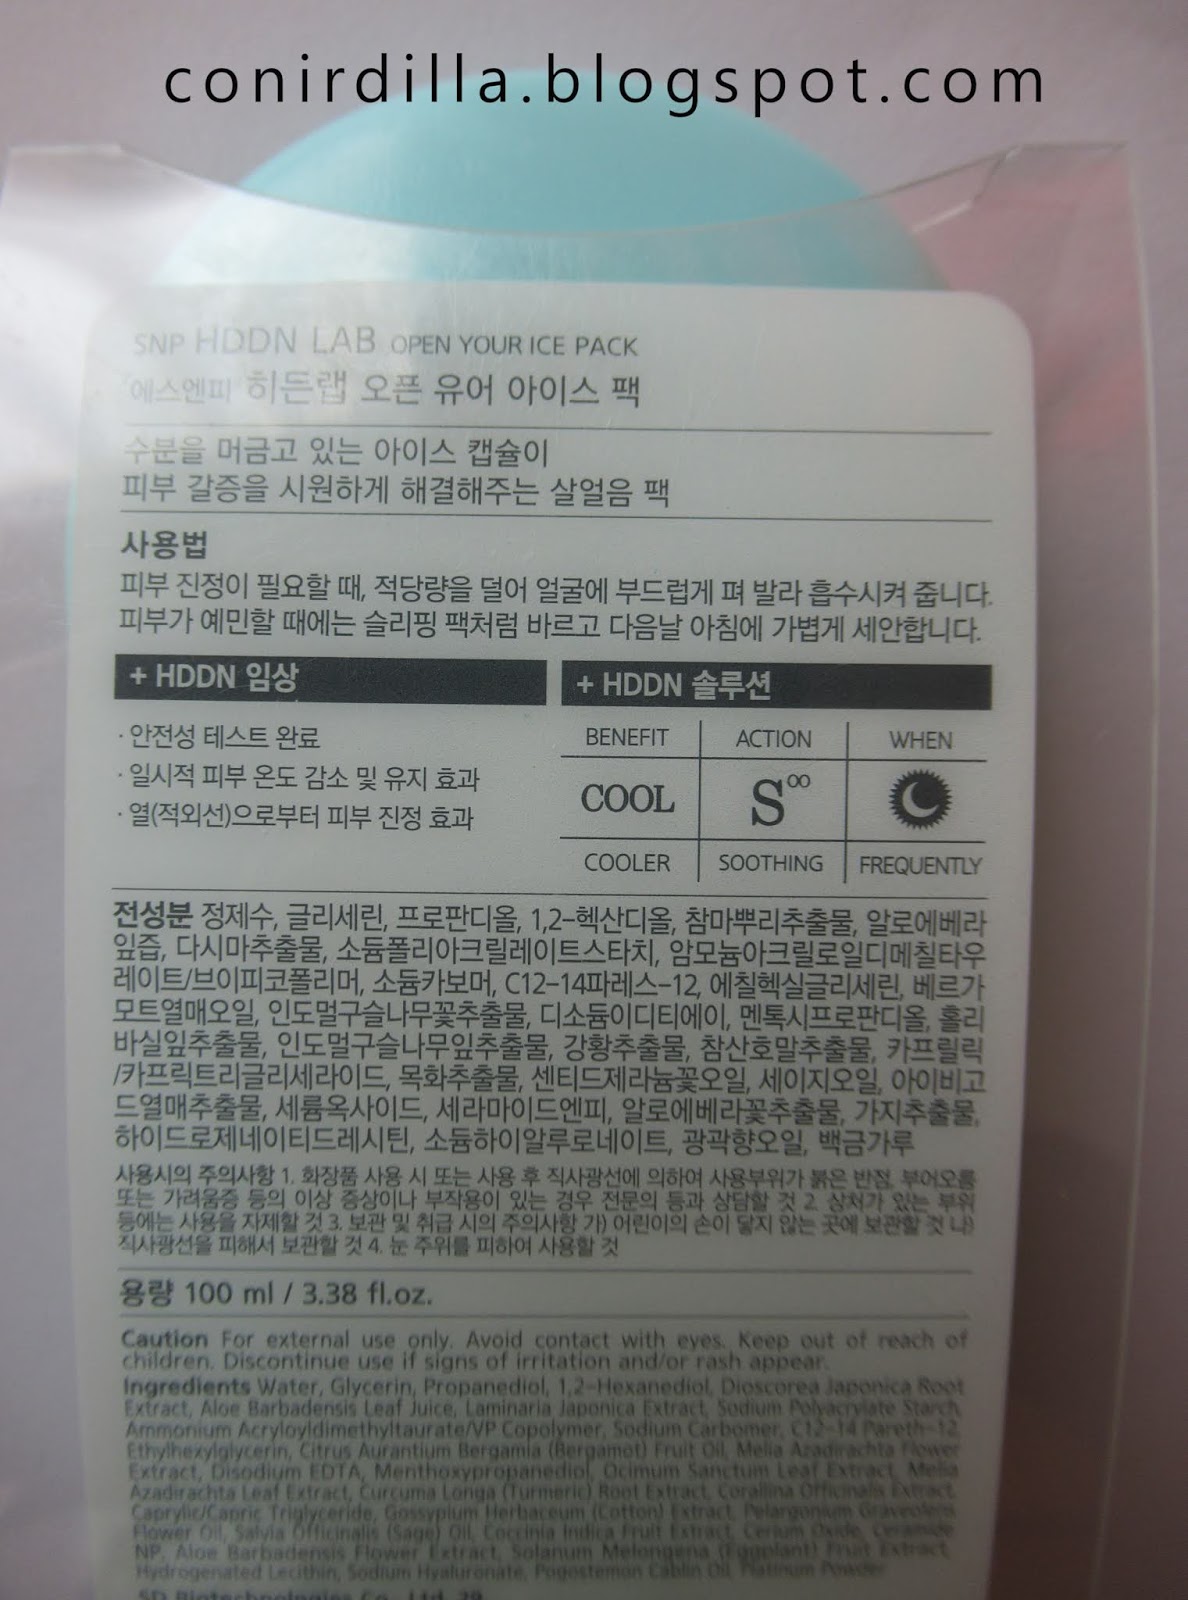 conirdilla.blogspot.com
SNP HDDN LAB OPEN YOUR ICE PACK
에스엔피 히든랩 오픈 유어 아이스 팩
수분을 머금고 있는 아이스 캡슐이
피부 갈증을 시원하게 해결해주는 살얼음 팩
사용법
피부 진정이 필요할 때, 적당량을 덜어 얼굴에 부드럽게 펴 발라 흡수시켜 줍니다.
피부가 예민할 때에는 슬리핑 팩처럼 바르고 다음날 아침에 가볍게 세안합니다.
+ HDDN 임상
· 안전성 테스트 완료
· 일시적 피부 온도 감소 및 유지 효과
· 열(적외선)으로부터 피부 진정 효과
+ HDDN 솔루션
BENEFIT ACTION WHEN
COOL S∞
COOLER SOOTHING FREQUENTLY
전성분 정제수, 글리세린, 프로판디올, 1,2-헥산디올, 참마뿌리추출물, 알로에베라
잎즙, 다시마추출물, 소듐폴리아크릴레이트스타치, 암모늄아크릴로일디메칠타우
레이트/브이피코폴리머, 소듐카보머, C12-14파레스-12, 에칠헥실글리세린, 베르가
모트열매오일, 인도멀구슬나무꽃추출물, 디소듐이디티에이, 멘톡시프로판디올, 홀리
바실잎추출물, 인도멀구슬나무잎추출물, 강황추출물, 참산호말추출물, 카프릴릭
/카프릭트리글리세라이드, 목화추출물, 센티드제라늄꽃오일, 세이지오일, 아이비고
드열매추출물, 세륨옥사이드, 세라마이드엔피, 알로에베라꽃추출물, 가지추출물,
하이드로제네이티드레시틴, 소듐하이알루로네이트, 광곽향오일, 백금가루
사용시의 주의사항 1. 화장품 사용 시 또는 사용 후 직사광선에 의하여 사용부위가 붉은 반점, 부어오름
또는 가려움증 등의 이상 증상이나 부작용이 있는 경우 전문의 등과 상담할 것 2. 상처가 있는 부위
등에는 사용을 자제할 것 3. 보관 및 취급 시의 주의사항 가) 어린이의 손이 닿지 않는 곳에 보관할 것 나)
직사광선을 피해서 보관할 것 4. 눈 주위를 피하여 사용할 것
용량 100 ml / 3.38 fl.oz.
Caution For external use only. Avoid contact with eyes. Keep out of reach of
children. Discontinue use if signs of irritation and/or rash appear.
Ingredients Water, Glycerin, Propanediol, 1,2-Hexanediol, Dioscorea Japonica Root
Extract, Aloe Barbadensis Leaf Juice, Laminaria Japonica Extract, Sodium Polyacrylate Starch,
Ammonium Acryloyldimethyltaurate/VP Copolymer, Sodium Carbomer, C12-14 Pareth-12,
Ethylhexylglycerin, Citrus Aurantium Bergamia (Bergamot) Fruit Oil, Melia Azadirachta Flower
Extract, Disodium EDTA, Menthoxypropanediol, Ocimum Sanctum Leaf Extract, Melia
Azadirachta Leaf Extract, Curcuma Longa (Turmeric) Root Extract, Corallina Officinalis Extract,
Caprylic/Capric Triglyceride, Gossypium Herbaceum (Cotton) Extract, Pelargonium Graveolens
Flower Oil, Salvia Officinalis (Sage) Oil, Coccinia Indica Fruit Extract, Cerium Oxide, Ceramide
NP, Aloe Barbadensis Flower Extract, Solanum Melongena (Eggplant) Fruit Extract,
Hydrogenated Lecithin, Sodium Hyaluronate, Pogostemon Cablin Oil, Platinum Powder
SD Biotechnologies Co., Ltd. 29